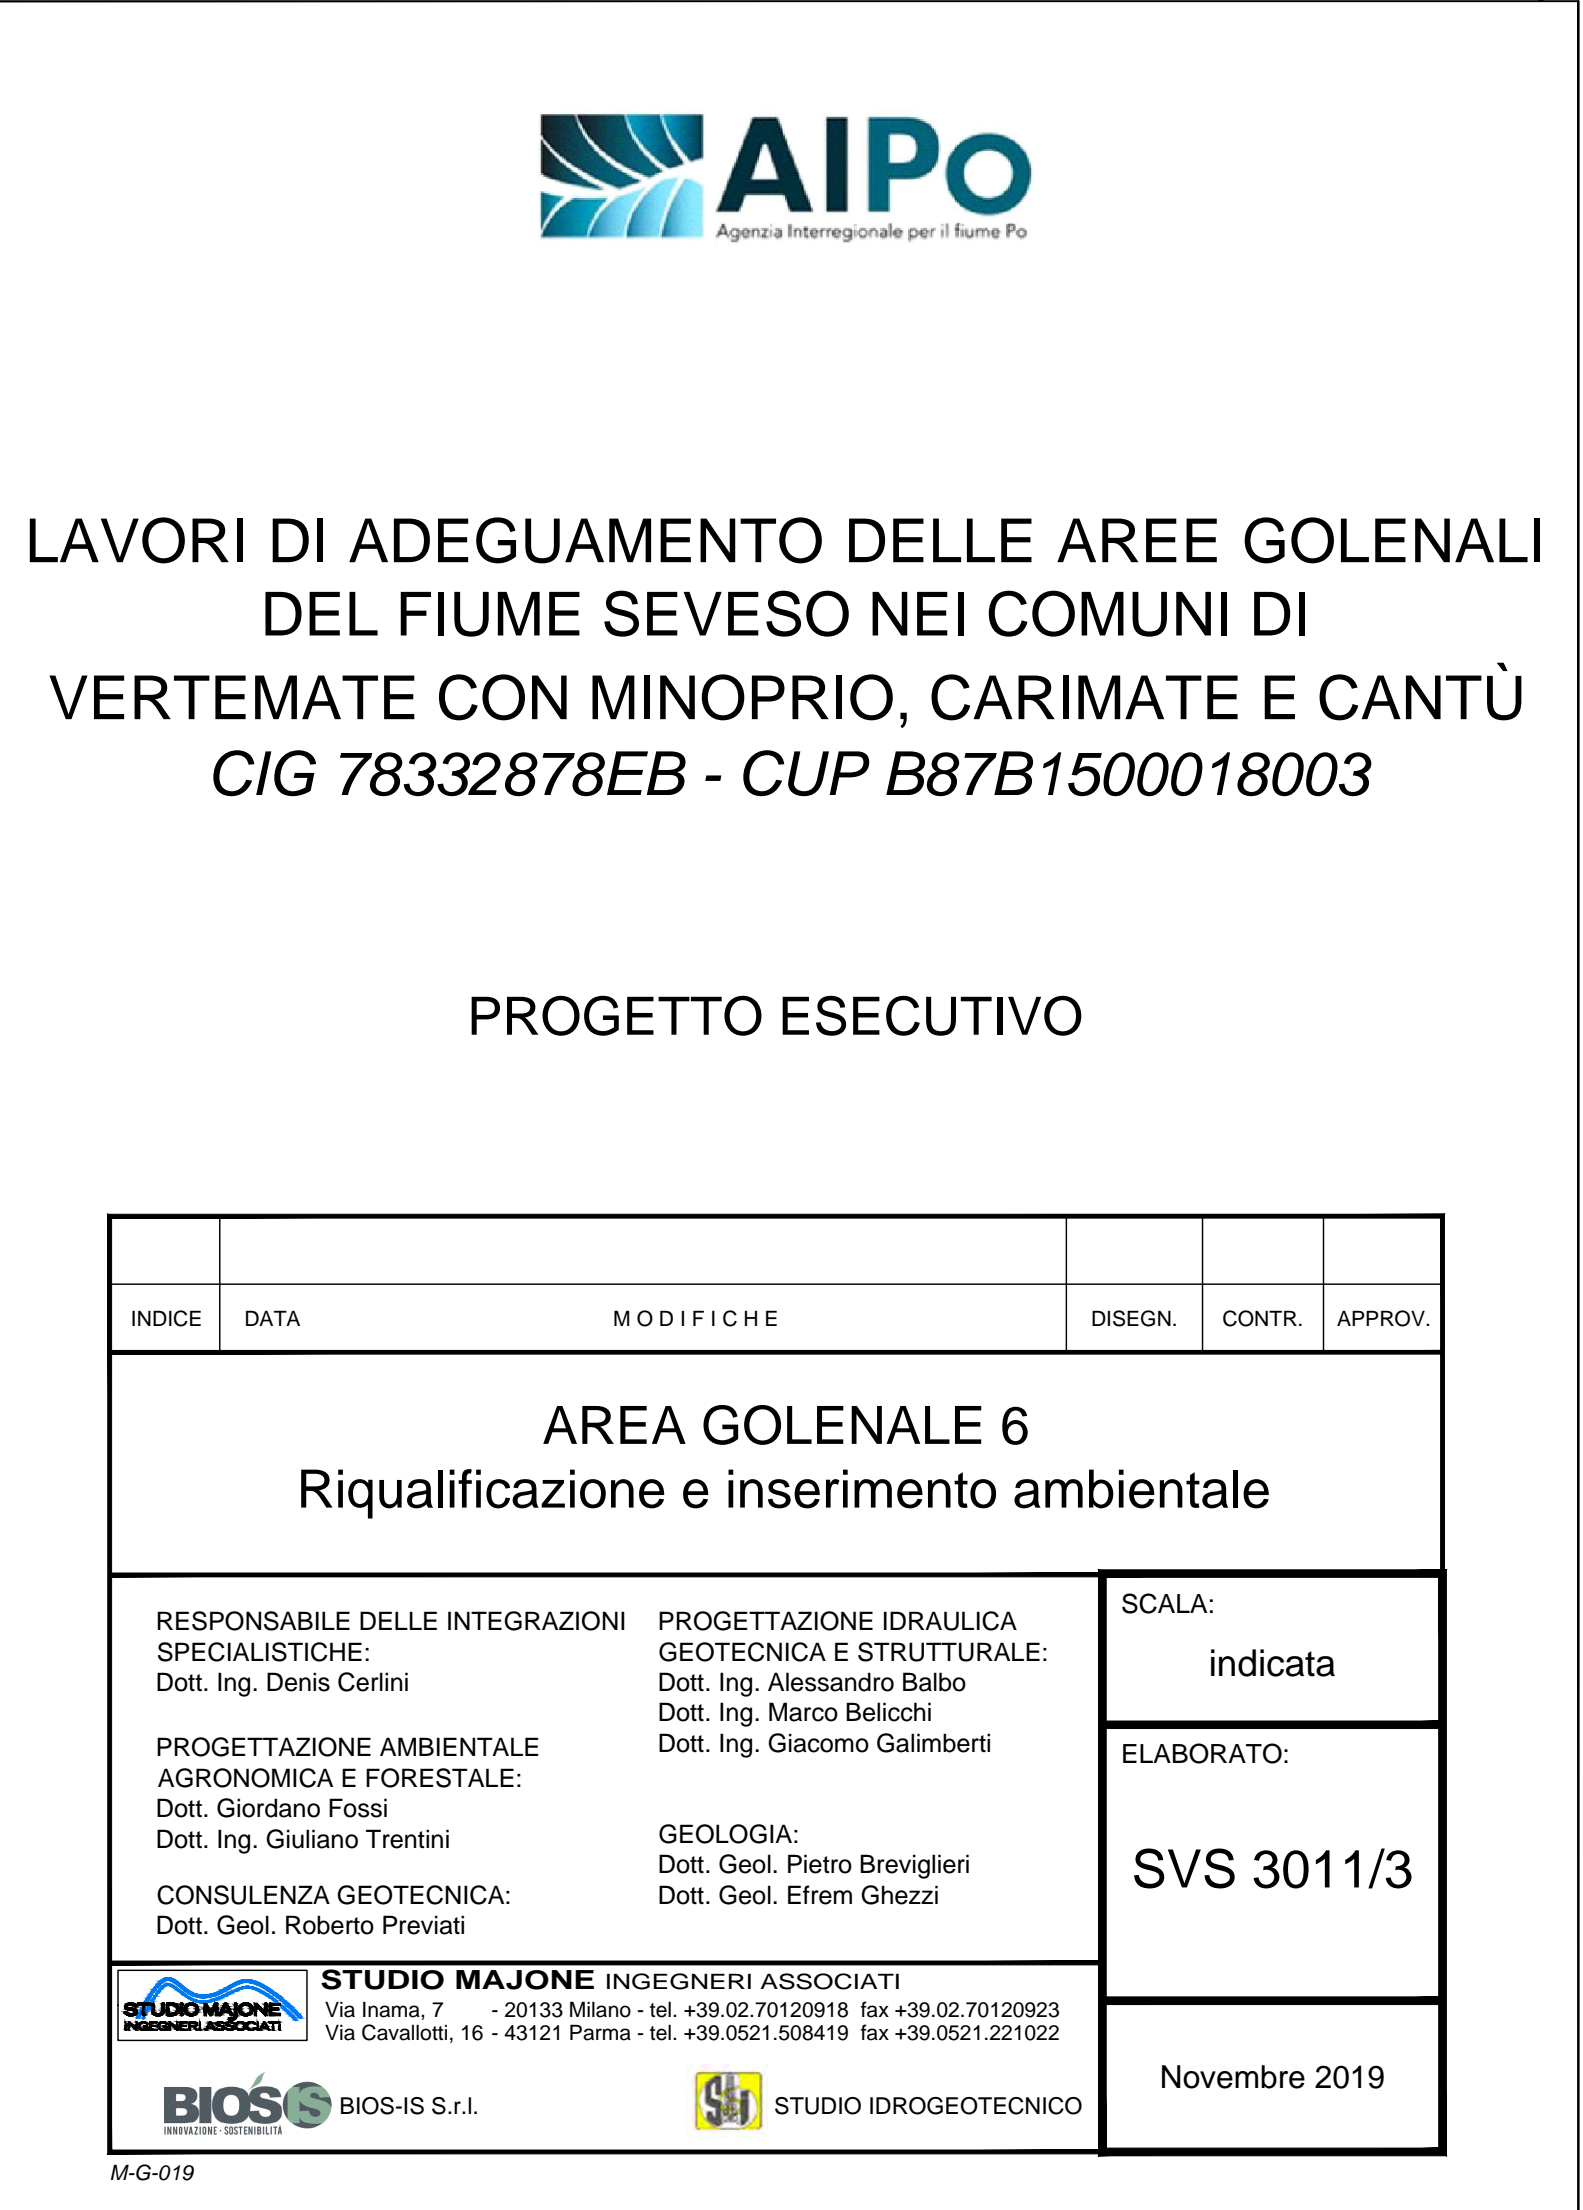 AIPo
Agenzia Interregionale per il fiume Po
LAVORI DI ADEGUAMENTO DELLE AREE GOLENALI
DEL FIUME SEVESO NEI COMUNI DI
VERTEMATE CON MINOPRIO, CARIMATE E CANTÙ
CIG 78332878EB - CUP B87B1500018003
PROGETTO ESECUTIVO
INDICE DATA MODIFICHE DISEGN. CONTR. APPROV.
AREA GOLENALE 6
Riqualificazione e inserimento ambientale
RESPONSABILE DELLE INTEGRAZIONI
SPECIALISTICHE:
Dott. Ing. Denis Cerlini
PROGETTAZIONE AMBIENTALE
AGRONOMICA E FORESTALE:
Dott. Giordano Fossi
Dott. Ing. Giuliano Trentini
CONSULENZA GEOTECNICA:
Dott. Geol. Roberto Previati
PROGETTAZIONE IDRAULICA
GEOTECNICA E STRUTTURALE:
Dott. Ing. Alessandro Balbo
Dott. Ing. Marco Belicchi
Dott. Ing. Giacomo Galimberti
GEOLOGIA:
Dott. Geol. Pietro Breviglieri
Dott. Geol. Efrem Ghezzi
SCALA:
indicata
ELABORATO:
SVS 3011/3
Novembre 2019
STUDIO MAJONE
INGEGNERI ASSOCIATI
STUDIO MAJONE INGEGNERI ASSOCIATI
Via Inama, 7 - 20133 Milano - tel. +39.02.70120918 fax +39.02.70120923
Via Cavallotti, 16 - 43121 Parma - tel. +39.0521.508419 fax +39.0521.221022
BIOS IS
INNOVAZIONE - SOSTENIBILITÀ
BIOS-IS S.r.l.
STUDIO IDROGEOTECNICO
M-G-019